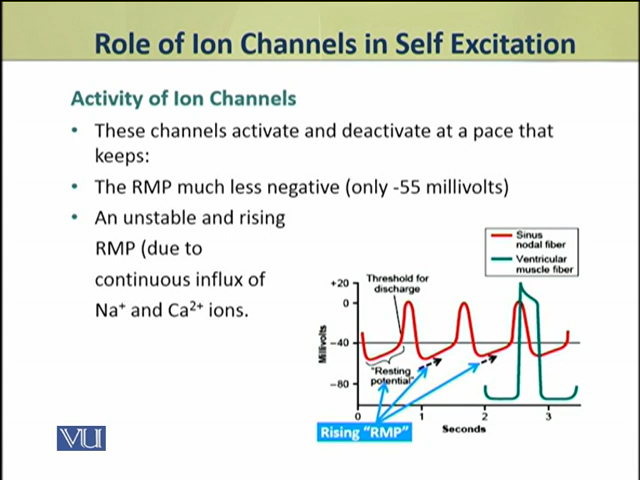 Role of Ion Channels in Self Excitation
Activity of Ion Channels
• These channels activate and deactivate at a pace that
keeps:
• The RMP much less negative (only -55 millivolts)
• An unstable and rising
RMP (due to
continuous influx of
Na⁺ and Ca²⁺ ions.
Sinus
nodal fiber
Ventricular
muscle fiber
Threshold for
discharge
+20
0
−40
−80
Millivolts
"Resting
potential"
0
1
2
3
Seconds
Rising "RMP"
VU